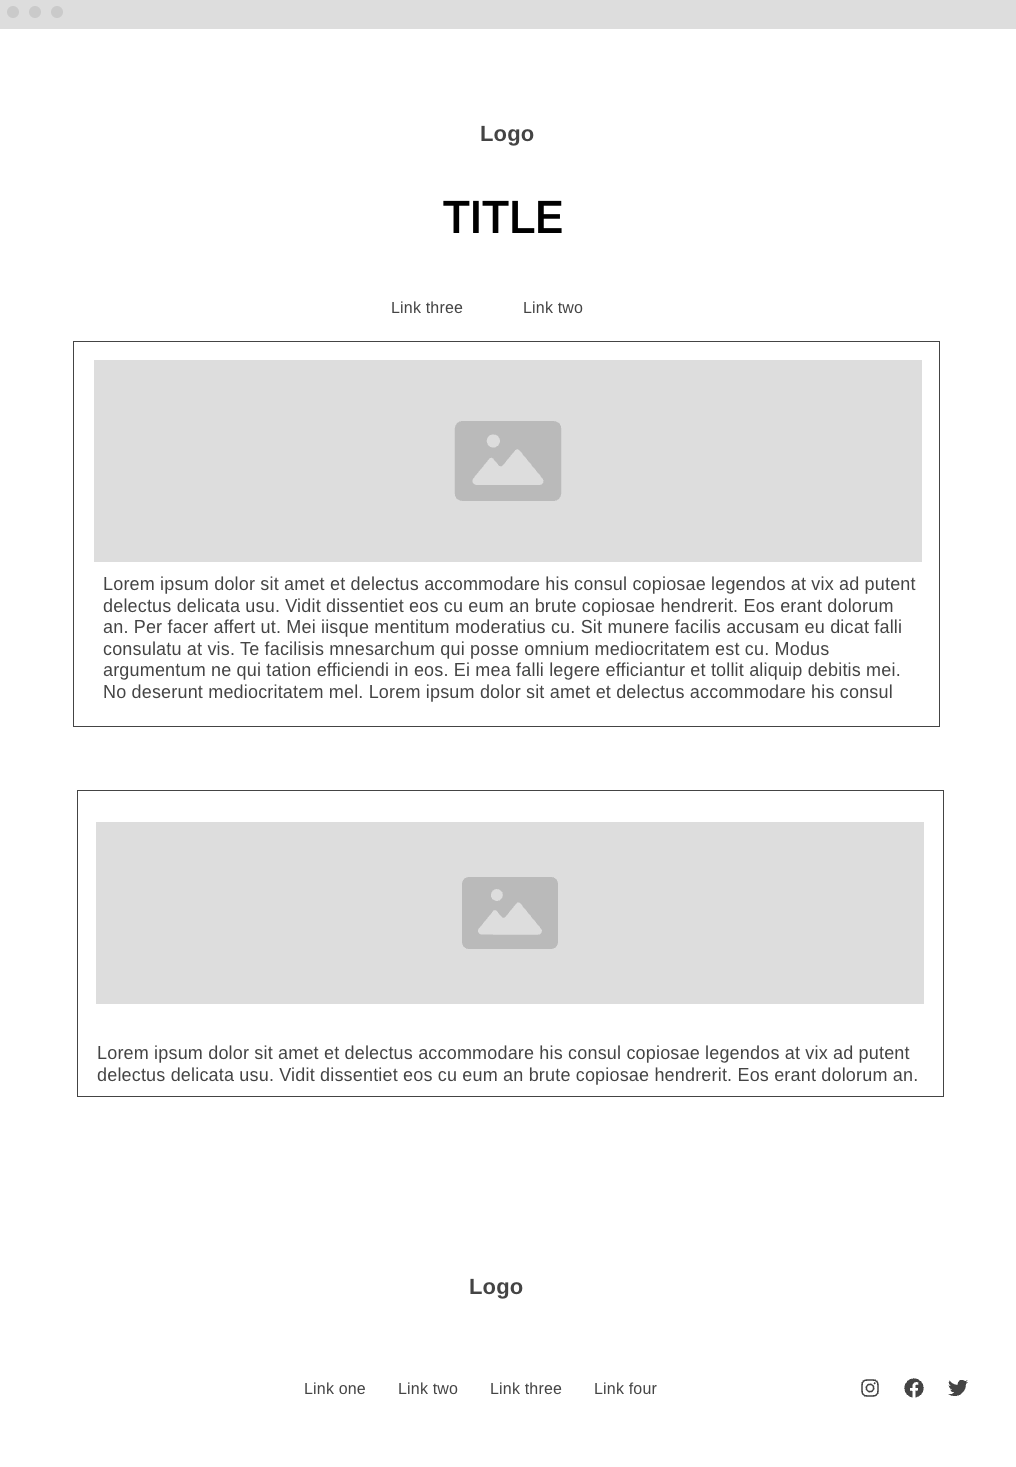 Logo
TITLE
Link three Link two
Lorem ipsum dolor sit amet et delectus accommodare his consul copiosae legendos at vix ad putent
delectus delicata usu. Vidit dissentiet eos cu eum an brute copiosae hendrerit. Eos erant dolorum
an. Per facer affert ut. Mei iisque mentitum moderatius cu. Sit munere facilis accusam eu dicat falli
consulatu at vis. Te facilisis mnesarchum qui posse omnium mediocritatem est cu. Modus
argumentum ne qui tation efficiendi in eos. Ei mea falli legere efficiantur et tollit aliquip debitis mei.
No deserunt mediocritatem mel. Lorem ipsum dolor sit amet et delectus accommodare his consul
Lorem ipsum dolor sit amet et delectus accommodare his consul copiosae legendos at vix ad putent
delectus delicata usu. Vidit dissentiet eos cu eum an brute copiosae hendrerit. Eos erant dolorum an.
Logo
Link one Link two Link three Link four